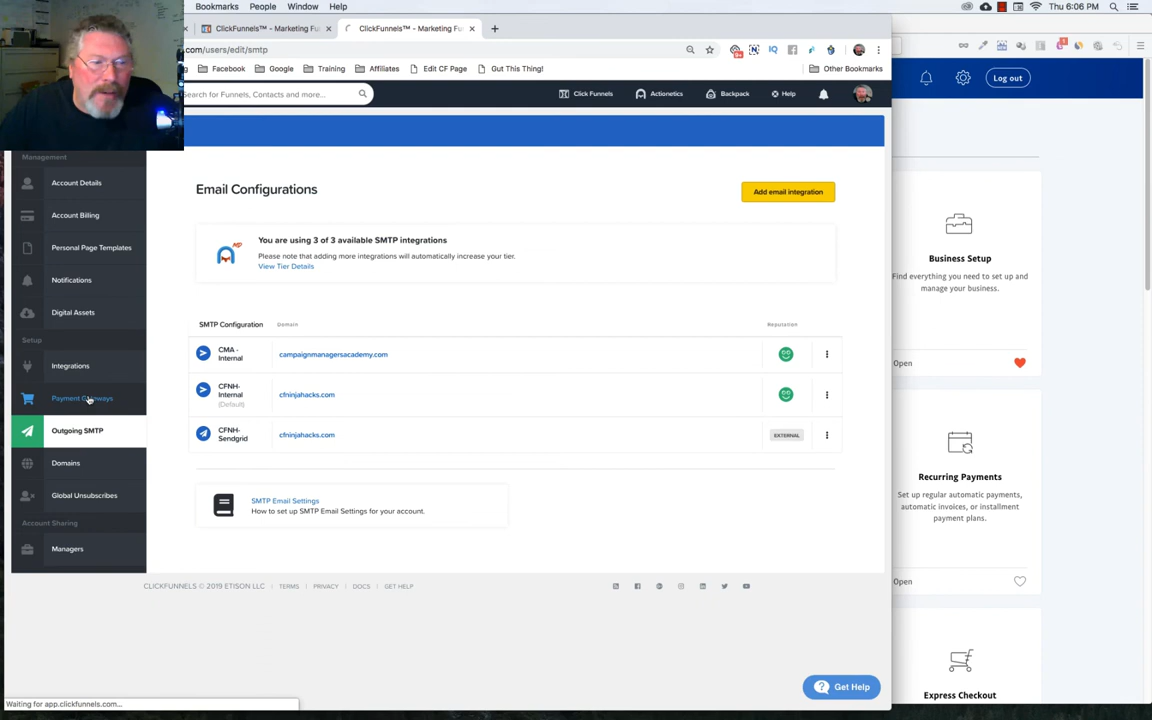 Bookmarks People Window Help
Thu 6:06 PM
ClickFunnels™ - Marketing Fu
ClickFunnels™ - Marketing Fu
.com/users/edit/smtp
Facebook
Google
Training
Affiliates
Edit CF Page
Gut This Thing!
Other Bookmarks
Search for Funnels, Contacts and more...
Click Funnels
Actionetics
Backpack
Help
Log out
Management
Account Details
Account Billing
Personal Page Templates
Notifications
Digital Assets
Setup
Integrations
Payment Gateways
Outgoing SMTP
Domains
Global Unsubscribes
Account Sharing
Managers
Email Configurations
Add email integration
You are using 3 of 3 available SMTP integrations
Please note that adding more integrations will automatically increase your tier.
View Tier Details
SMTP Configuration Domain Reputation
CMA -
Internal
campaignmanagersacademy.com
CFNH-
Internal
(Default)
cfninjahacks.com
CFNH-
Sendgrid
cfninjahacks.com
EXTERNAL
SMTP Email Settings
How to set up SMTP Email Settings for your account.
CLICKFUNNELS © 2019 ETISON LLC | TERMS | PRIVACY | DOCS | GET HELP
Get Help
Waiting for app.clickfunnels.com...
Business Setup
Find everything you need to set up and
manage your business.
Open
Recurring Payments
Set up regular automatic payments,
automatic invoices, or installment
payment plans.
Open
Express Checkout